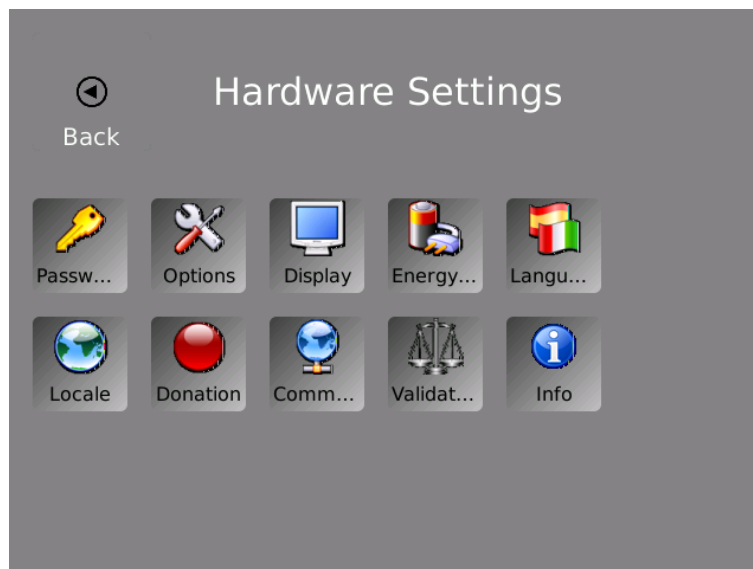 Hardware Settings
Back
Passw...
Options
Display
Energy...
Langu...
Locale
Donation
Comm...
Validat...
Info